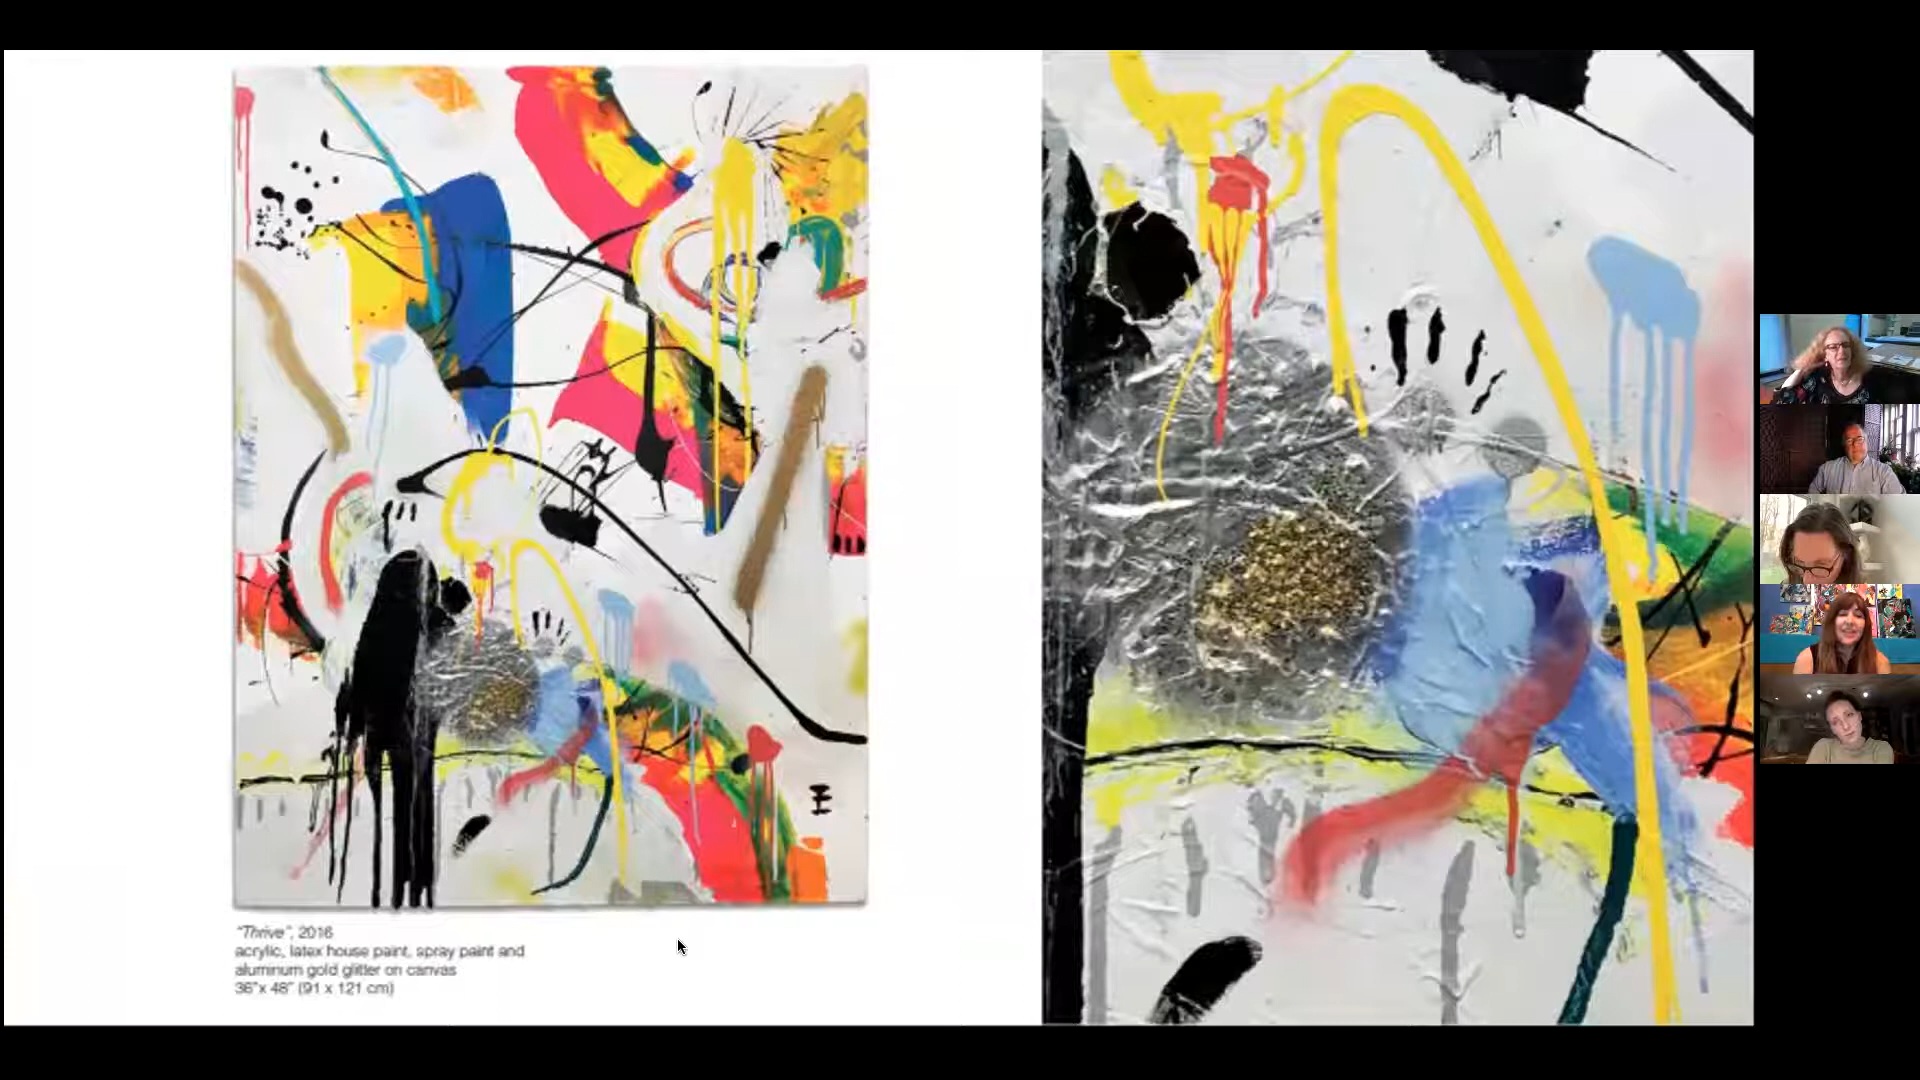 "Thrive", 2016
acrylic, latex house paint, spray paint and
aluminum gold glitter on canvas
36"x 48" (91 x 121 cm)